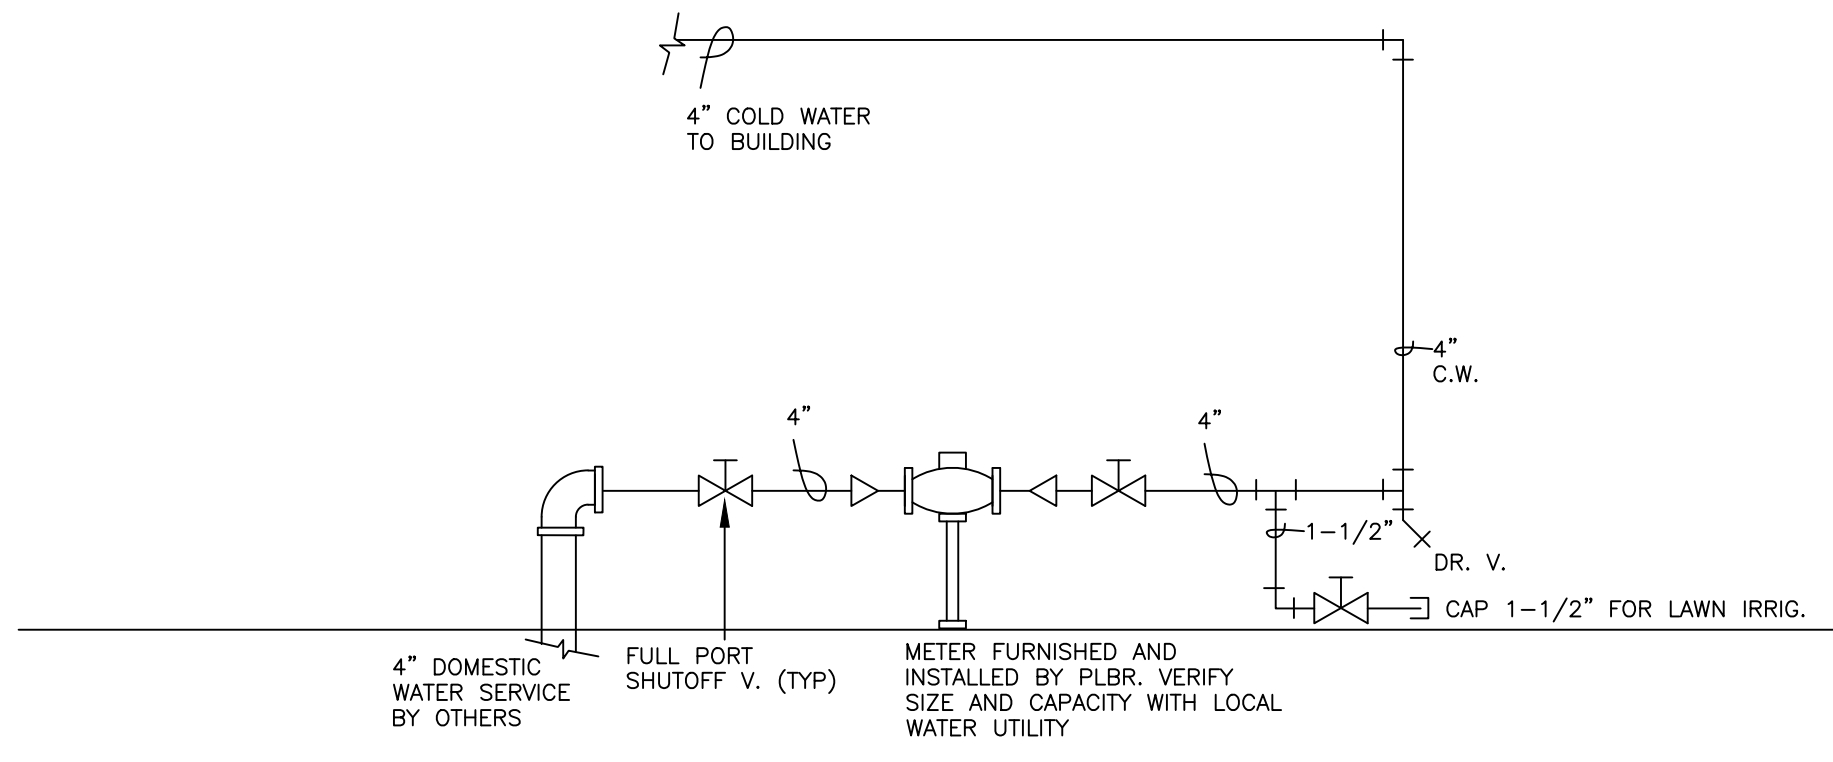 4” COLD WATER
TO BUILDING
4”
C.W.
4”
4”
1-1/2”
DR. V.
CAP 1-1/2” FOR LAWN IRRIG.
4” DOMESTIC
WATER SERVICE
BY OTHERS
FULL PORT
SHUTOFF V. (TYP)
METER FURNISHED AND
INSTALLED BY PLBR. VERIFY
SIZE AND CAPACITY WITH LOCAL
WATER UTILITY